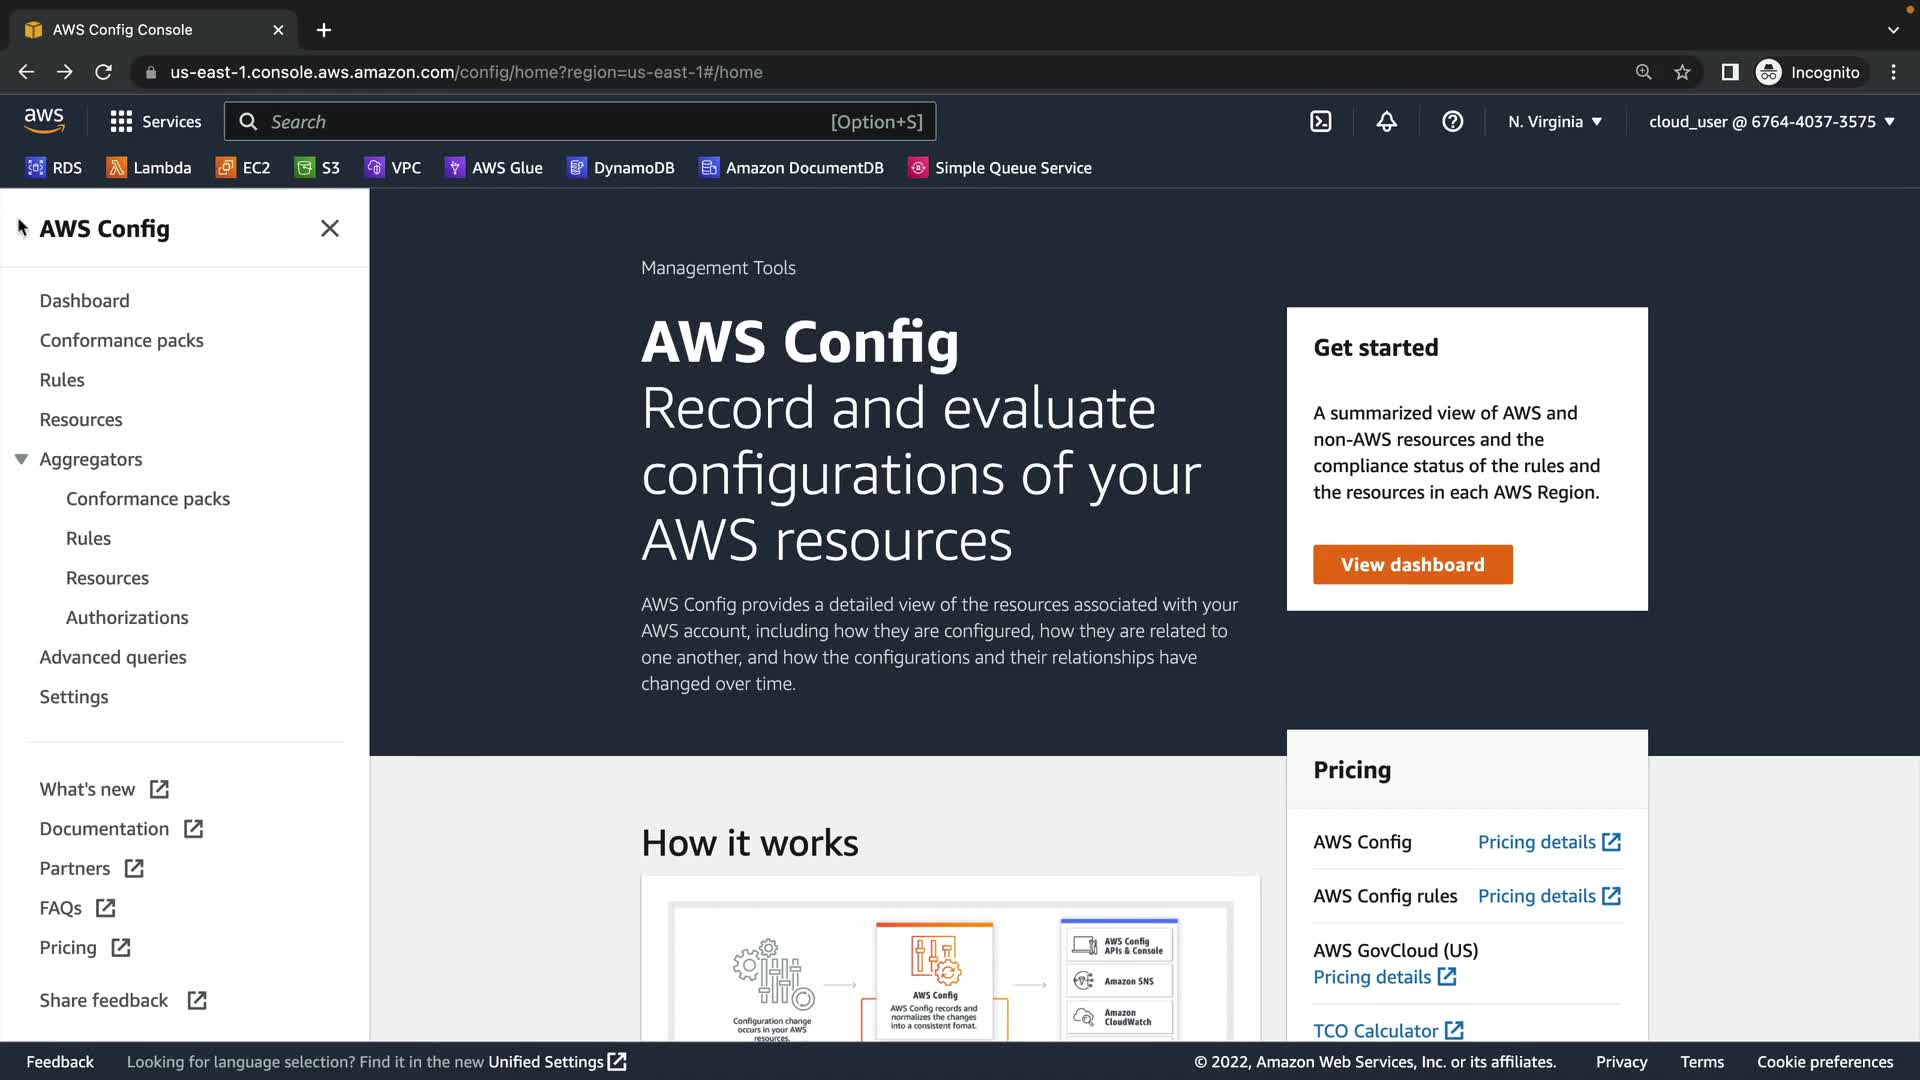 AWS Config Console
us-east-1.console.aws.amazon.com/config/home?region=us-east-1#/home
Incognito
aws
Services
Search
[Option+S]
N. Virginia
cloud_user @ 6764-4037-3575
RDS
Lambda
EC2
S3
VPC
AWS Glue
DynamoDB
Amazon DocumentDB
Simple Queue Service
AWS Config
Dashboard
Conformance packs
Rules
Resources
Aggregators
Conformance packs
Rules
Resources
Authorizations
Advanced queries
Settings
What's new
Documentation
Partners
FAQs
Pricing
Share feedback
Management Tools
AWS Config
Record and evaluate
configurations of your
AWS resources
AWS Config provides a detailed view of the resources associated with your
AWS account, including how they are configured, how they are related to
one another, and how the configurations and their relationships have
changed over time.
Get started
A summarized view of AWS and
non-AWS resources and the
compliance status of the rules and
the resources in each AWS Region.
View dashboard
How it works
Configuration change
occurs in your AWS
resources.
AWS Config
AWS Config records and
normalizes the changes
into a consistent format.
AWS Config
APIs & Console
Amazon SNS
Amazon
CloudWatch
Pricing
AWS Config
Pricing details
AWS Config rules
Pricing details
AWS GovCloud (US)
Pricing details
TCO Calculator
Feedback
Looking for language selection? Find it in the new Unified Settings
© 2022, Amazon Web Services, Inc. or its affiliates.
Privacy
Terms
Cookie preferences